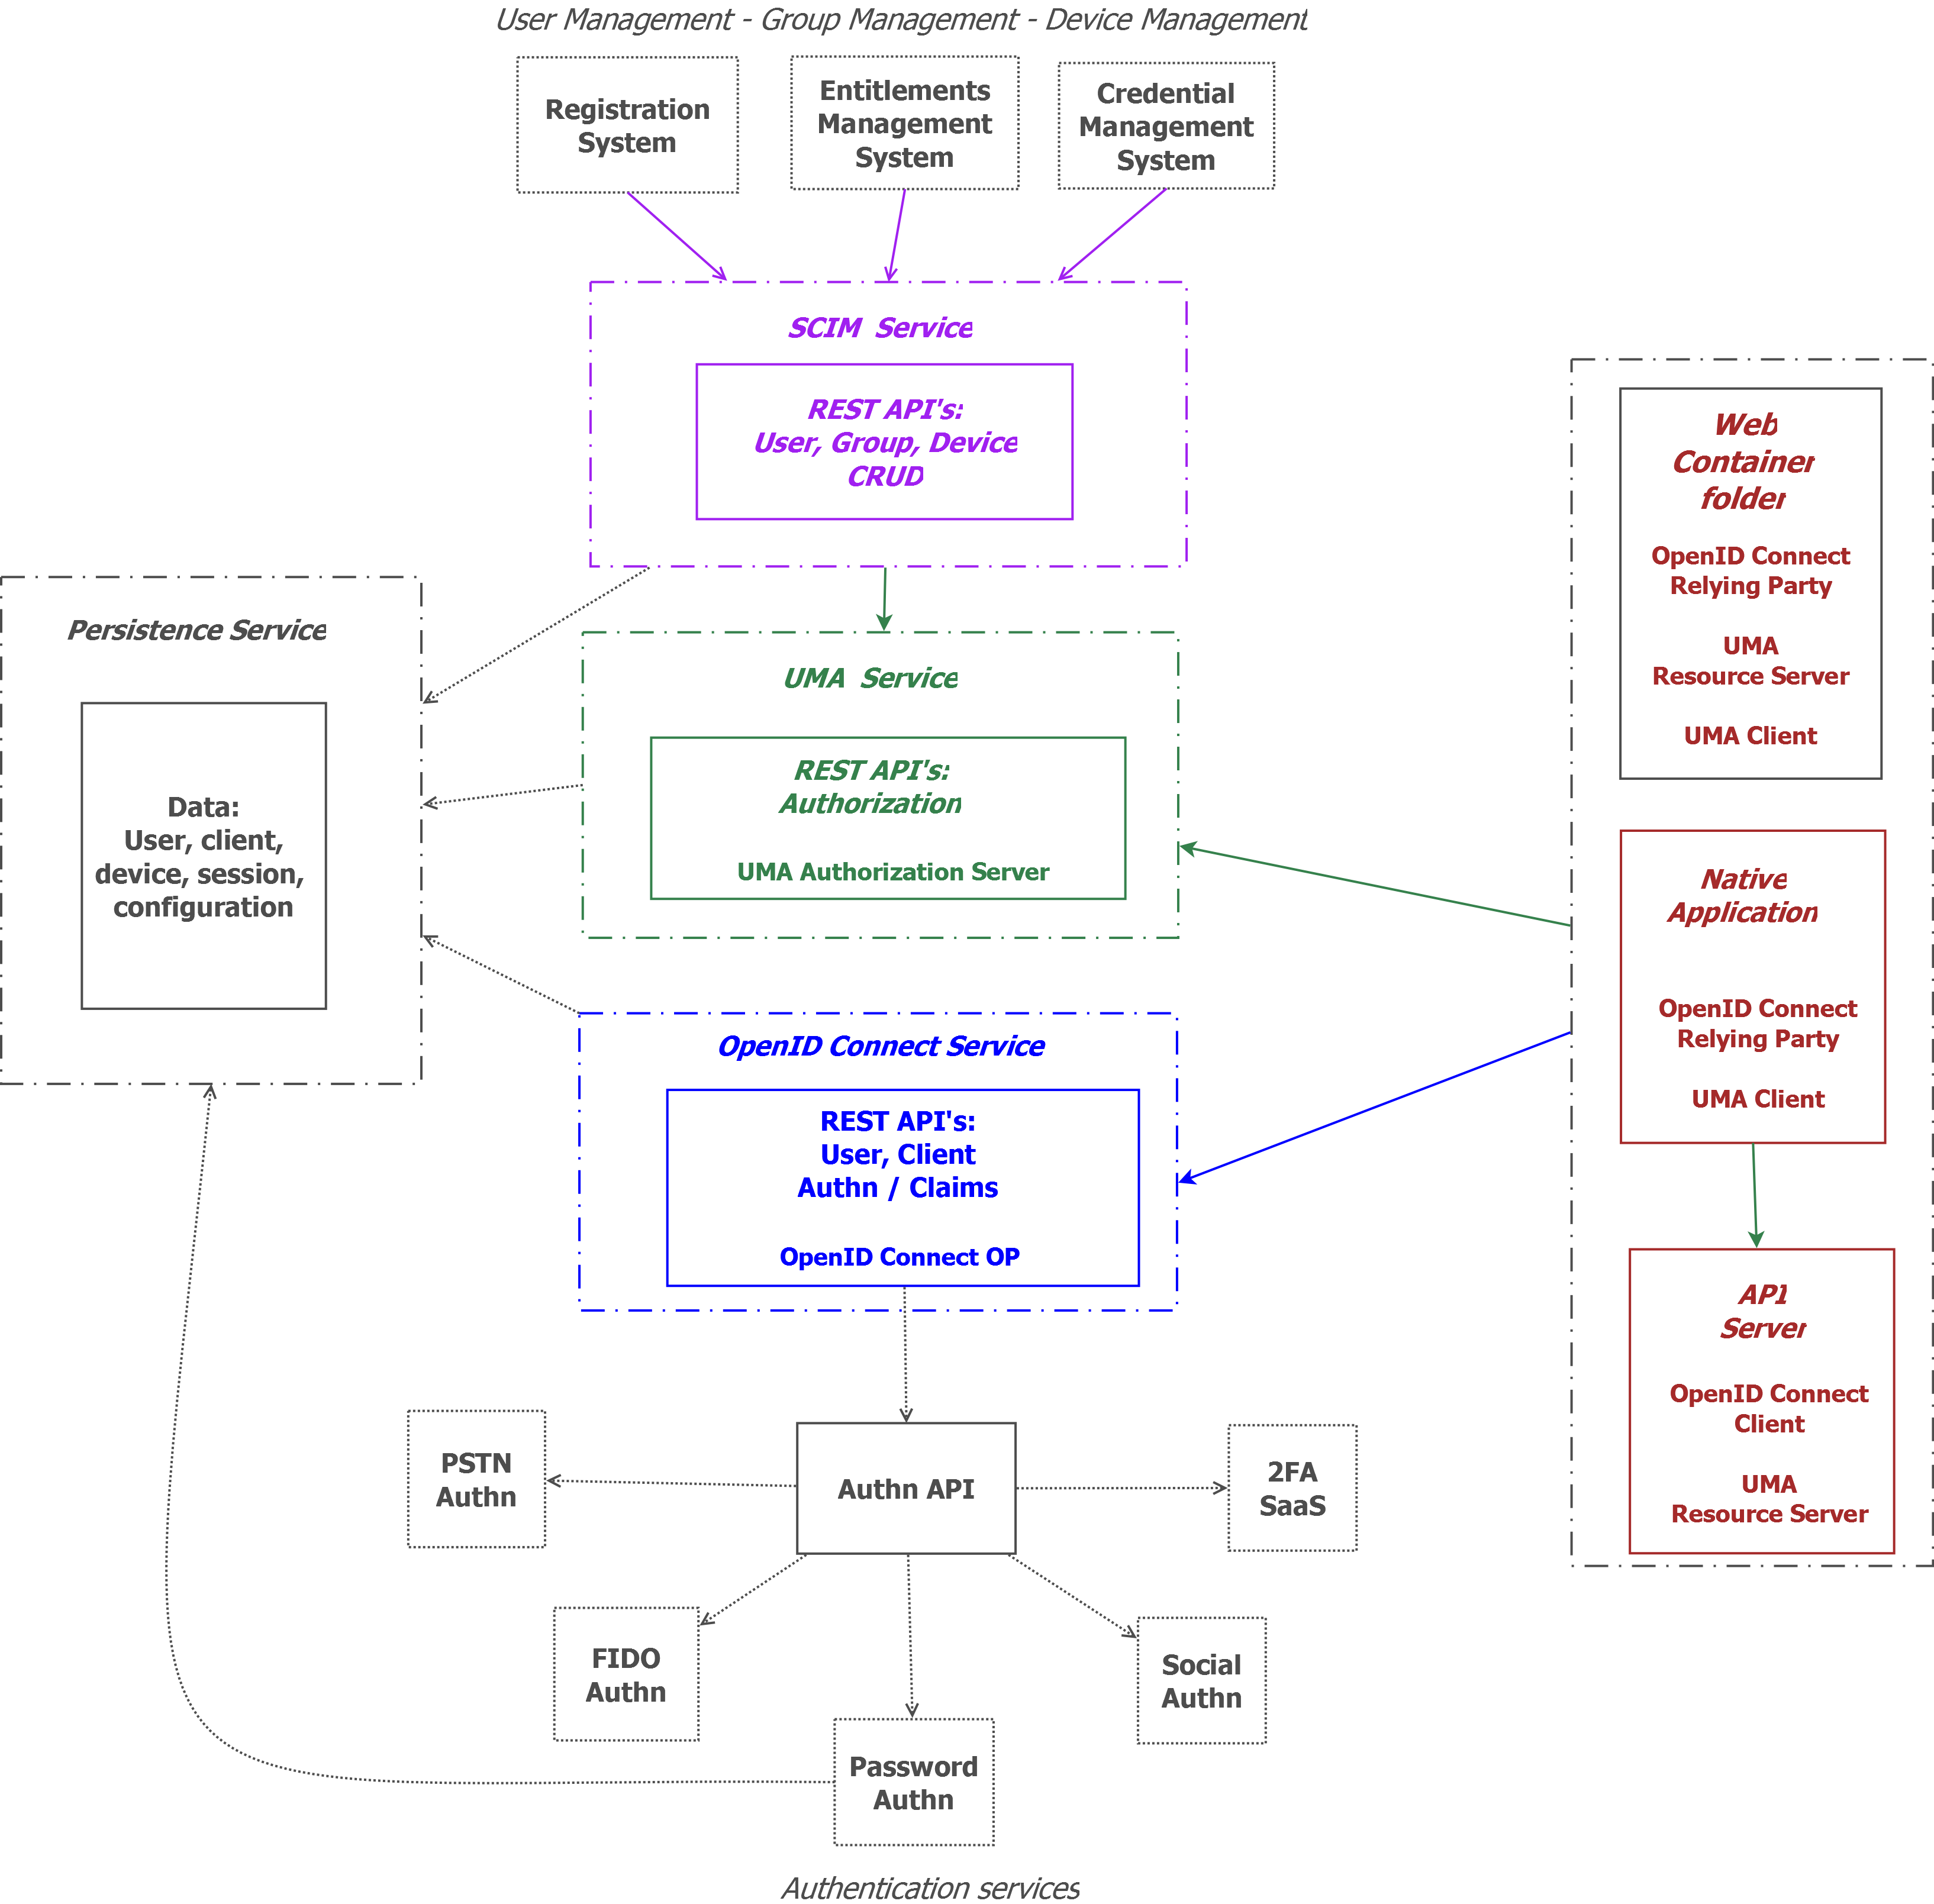 User Management - Group Management - Device Management
Registration
System
Entitlements
Management
System
Credential
Management
System
SCIM Service
REST API's:
User, Group, Device
CRUD
Persistence Service
Data:
User, client,
device, session,
configuration
UMA Service
REST API's:
Authorization
UMA Authorization Server
OpenID Connect Service
REST API's:
User, Client
Authn / Claims
OpenID Connect OP
Web
Container
folder
OpenID Connect
Relying Party
UMA
Resource Server
UMA Client
Native
Application
OpenID Connect
Relying Party
UMA Client
API
Server
OpenID Connect
Client
UMA
Resource Server
PSTN
Authn
Authn API
2FA
SaaS
FIDO
Authn
Social
Authn
Password
Authn
Authentication services